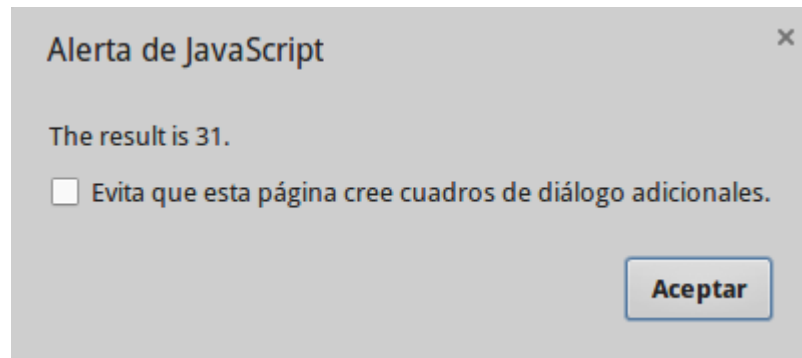 Alerta de JavaScript
The result is 31.
Evita que esta página cree cuadros de diálogo adicionales.
Aceptar